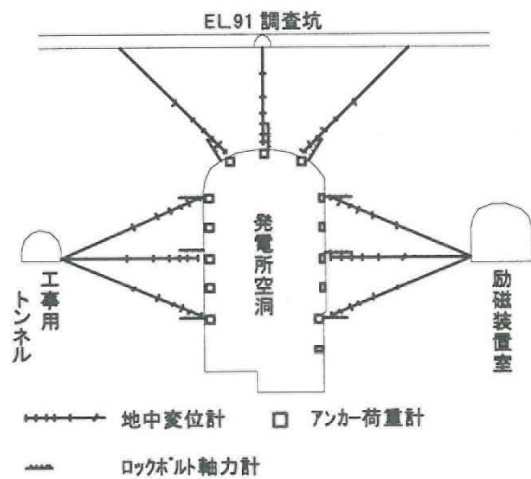 EL.91 調査坑
発電所空洞
工事用
トンネル
励磁装置室
地中変位計
アンカー荷重計
ロックボルト軸力計